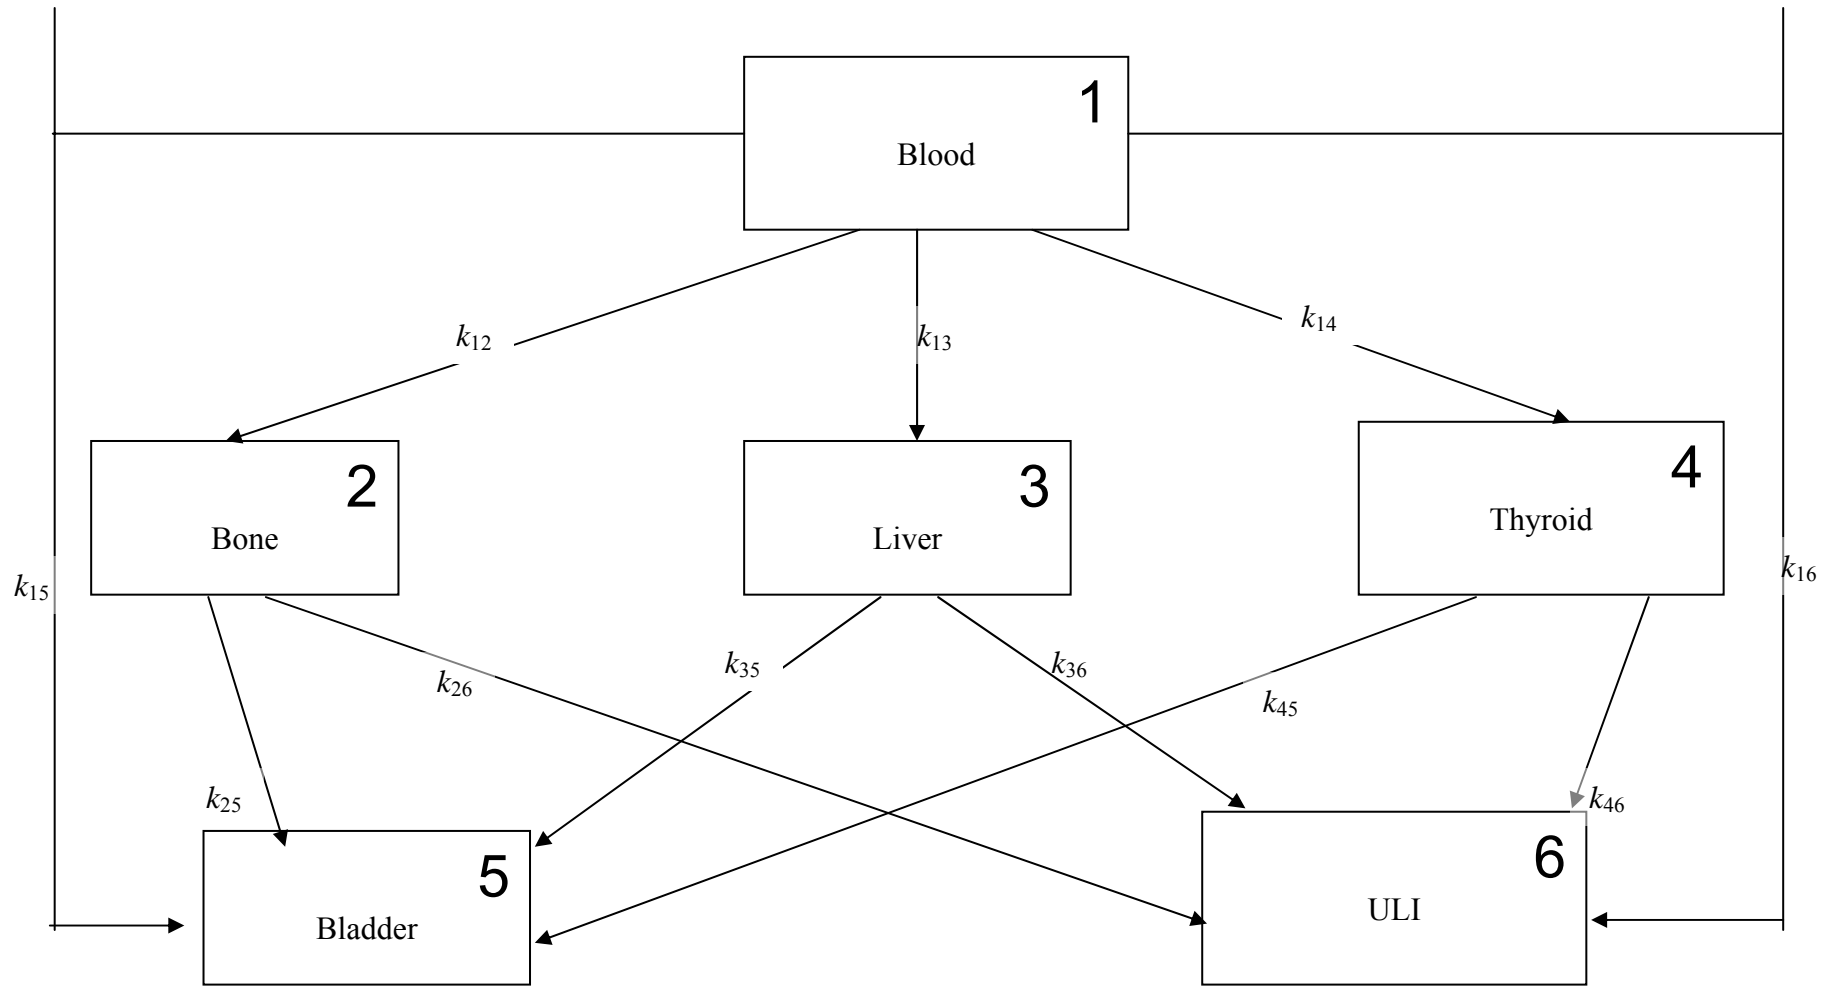 1
Blood
k12
k13
k14
2
Bone
3
Liver
4
Thyroid
k15
k16
k26
k35
k36
k45
k25
k46
5
Bladder
6
ULI